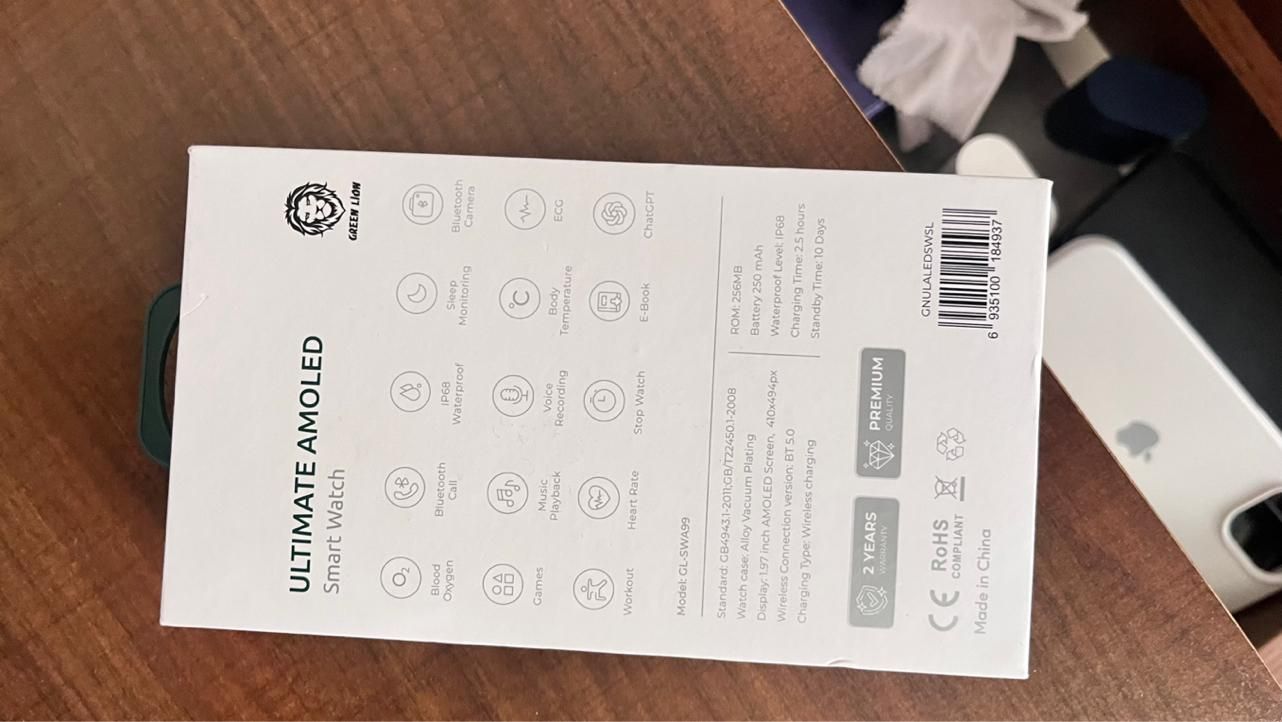 ULTIMATE AMOLED
Smart Watch
GREEN LION
O2
Blood
Oxygen
Bluetooth
Call
IP68
Waterproof
Sleep
Monitoring
Bluetooth
Camera
Games
Music
Playback
Voice
Recording
°C
Body
Temperature
ECG
Workout
Heart Rate
Stop Watch
E-Book
ChatGPT
Model: GL-SWA99
Standard: GB4943.1-2011;GB/T22450.1-2008
Watch case: Alloy Vacuum Plating
Display: 1.97 inch AMOLED Screen, 410x494px
Wireless Connection version: BT 5.0
Charging Type: Wireless charging
ROM: 256MB
Battery 250 mAh
Waterproof Level: IP68
Charging Time: 2.5 hours
Standby Time: 10 Days
2 YEARS
WARRANTY
PREMIUM
QUALITY
CE RoHS
COMPLIANT
Made in China
GNULALEDSWSL
6 935100 184937